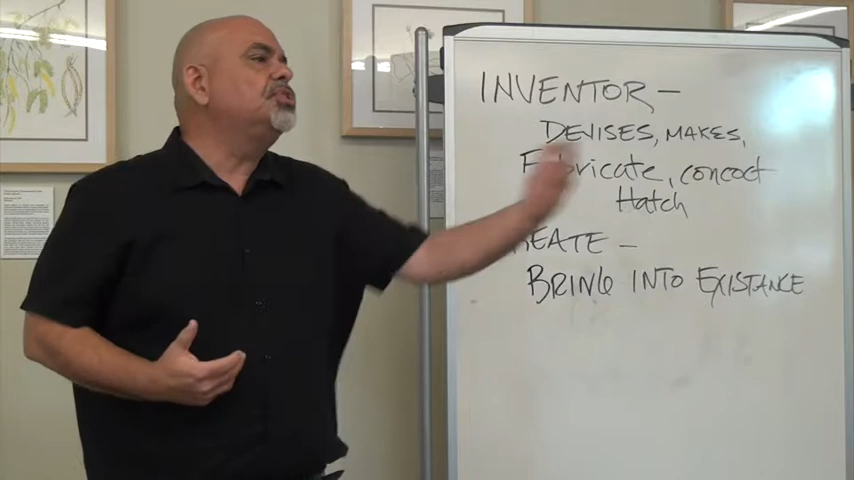 INVENTOR —
DEVISES, MAKES,
Fabricate, concoct
Hatch
CREATE —
BRING INTO EXISTANCE